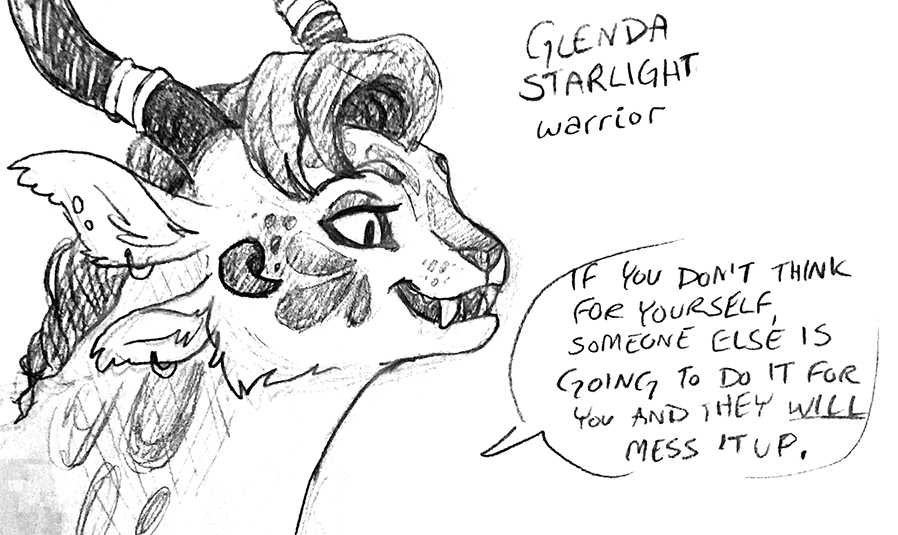 GLENDA
STARLIGHT
warrior
IF YOU DON'T THINK
FOR YOURSELF,
SOMEONE ELSE IS
GOING TO DO IT FOR
YOU AND THEY WILL
MESS IT UP.